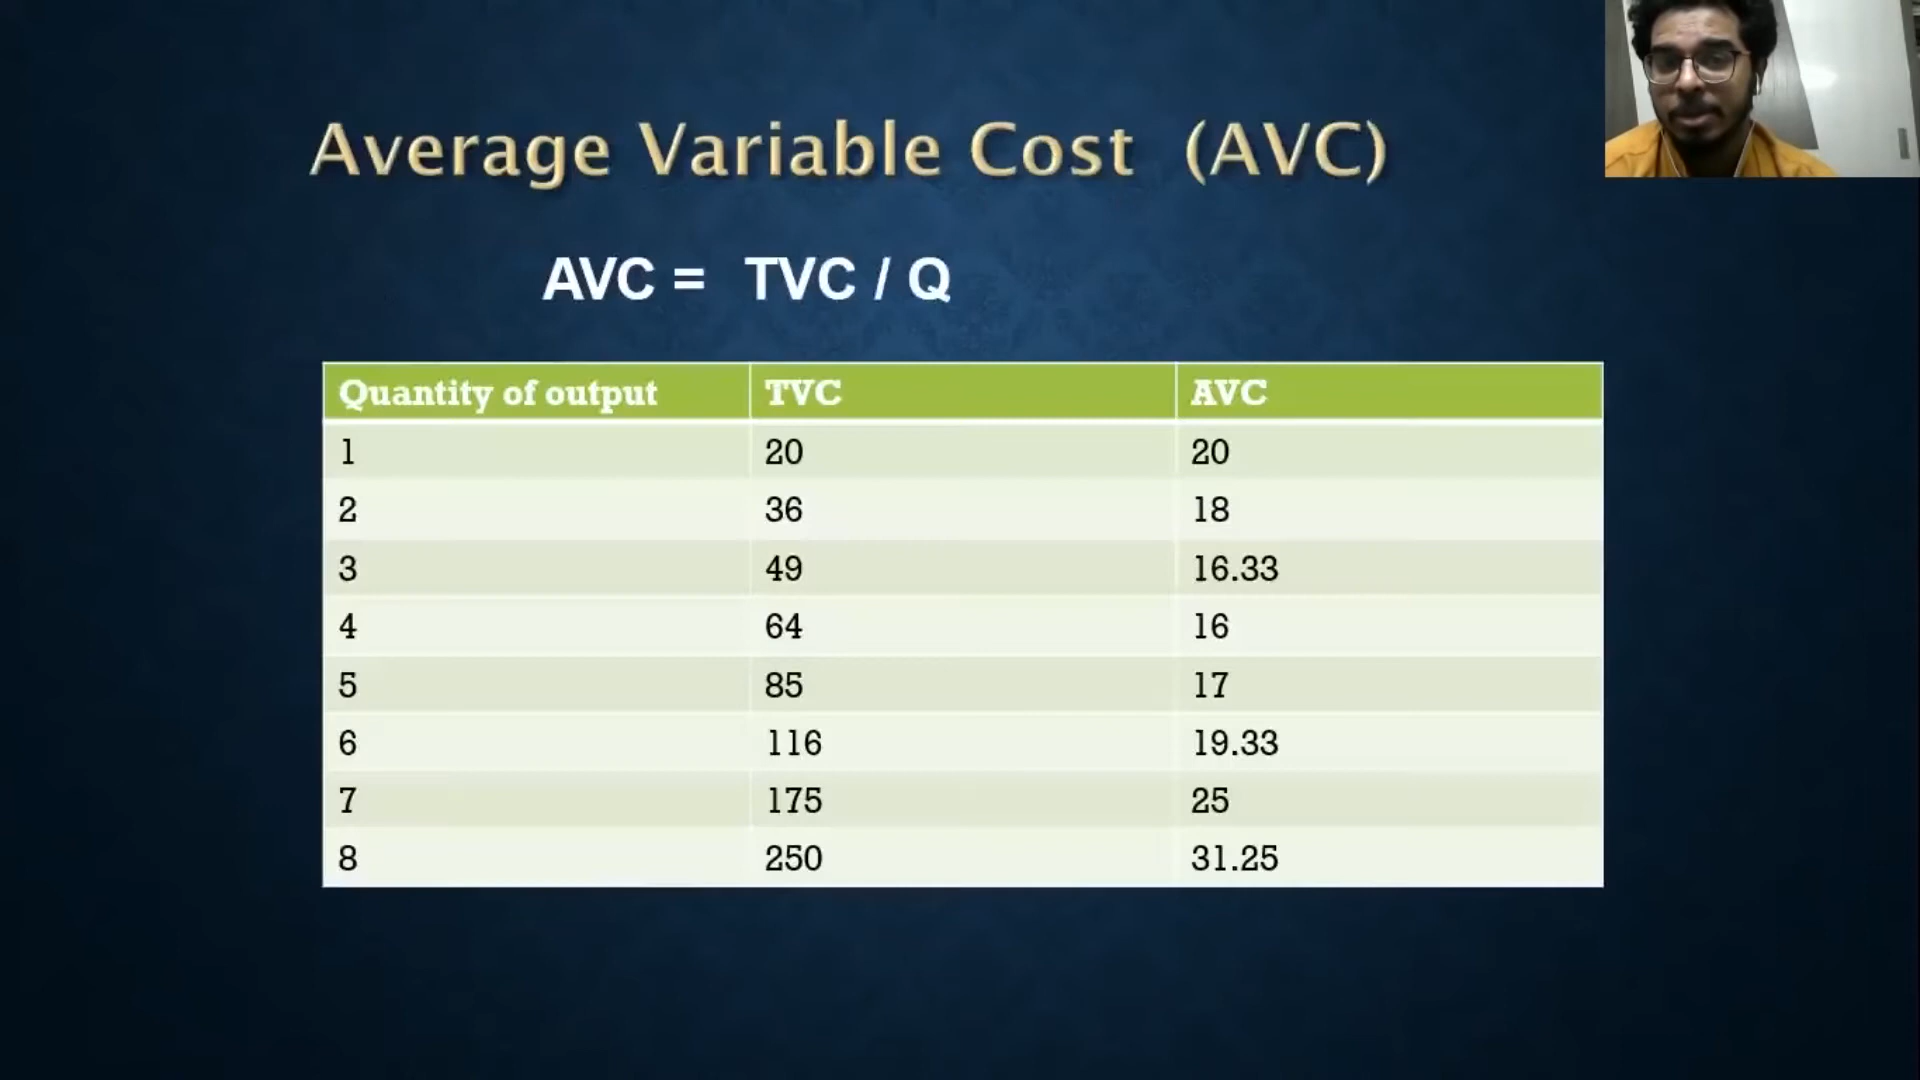 Average Variable Cost (AVC)
AVC = TVC / Q
Quantity of output TVC AVC
1 20 20
2 36 18
3 49 16.33
4 64 16
5 85 17
6 116 19.33
7 175 25
8 250 31.25